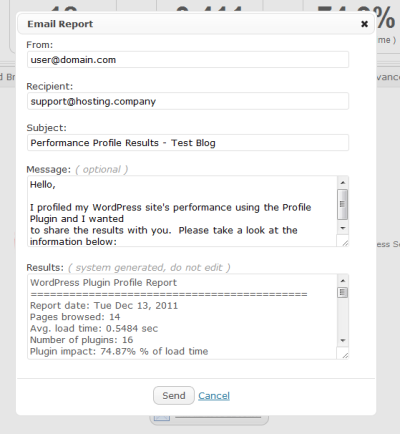 Email Report
From:
user@domain.com
Recipient:
support@hosting.company
Subject:
Performance Profile Results - Test Blog
Message: ( optional )
Hello,
I profiled my WordPress site's performance using the Profile
Plugin and I wanted
to share the results with you.  Please take a look at the
information below:
Results: ( system generated, do not edit )
WordPress Plugin Profile Report
===========================================
Report date: Tue Dec 13, 2011
Pages browsed: 14
Avg. load time: 0.5484 sec
Number of plugins: 16
Plugin impact: 74.87% % of load time
Send Cancel